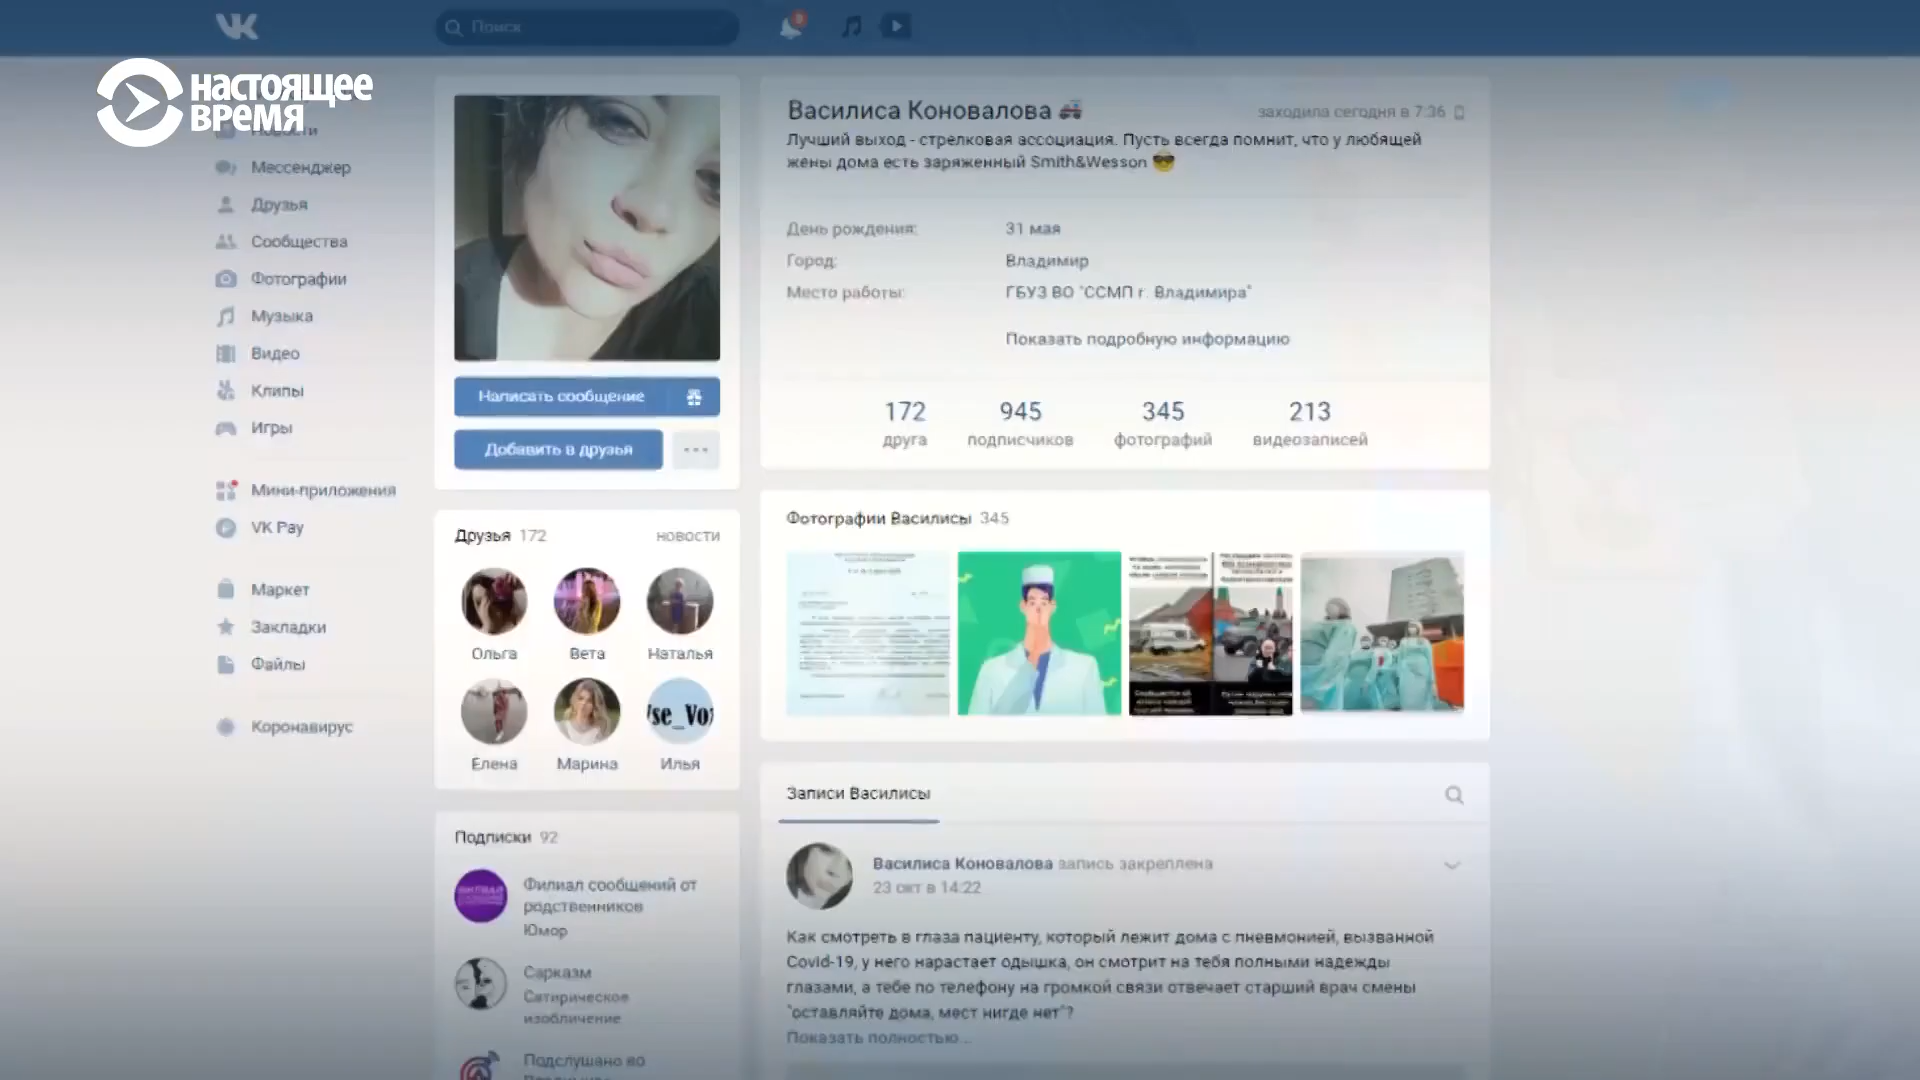 Поиск
НАСТОЯЩЕЕ
ВРЕМЯ
Новости
Мессенджер
Друзья
Сообщества
Фотографии
Музыка
Видео
Клипы
Игры
Мини-приложения
VK Pay
Маркет
Закладки
Файлы
Коронавирус
Написать сообщение
Добавить в друзья
Друзья 172
новости
Ольга
Вета
Наталья
Елена
Марина
Илья
Подписки 92
Филиал сообщений от
родственников
Юмор
Сарказм
Сатирическое
изобличение
Подслушано во
Василиса Коновалова
заходила сегодня в 7:36
Лучший выход - стрелковая ассоциация. Пусть всегда помнит, что у любящей
жены дома есть заряженный Smith&Wesson
День рождения: 31 мая
Город: Владимир
Место работы: ГБУЗ ВО "ССМП г. Владимира"
Показать подробную информацию
172 945 345 213
друга подписчиков фотографий видеозаписей
Фотографии Василисы 345
Записи Василисы
Василиса Коновалова запись закреплена
23 окт в 14:22
Как смотреть в глаза пациенту, который лежит дома с пневмонией, вызванной
Covid-19, у него нарастает одышка, он смотрит на тебя полными надежды
глазами, а тебе по телефону на громкой связи отвечает старший врач смены
"оставляйте дома, мест нигде нет"?
Показать полностью...